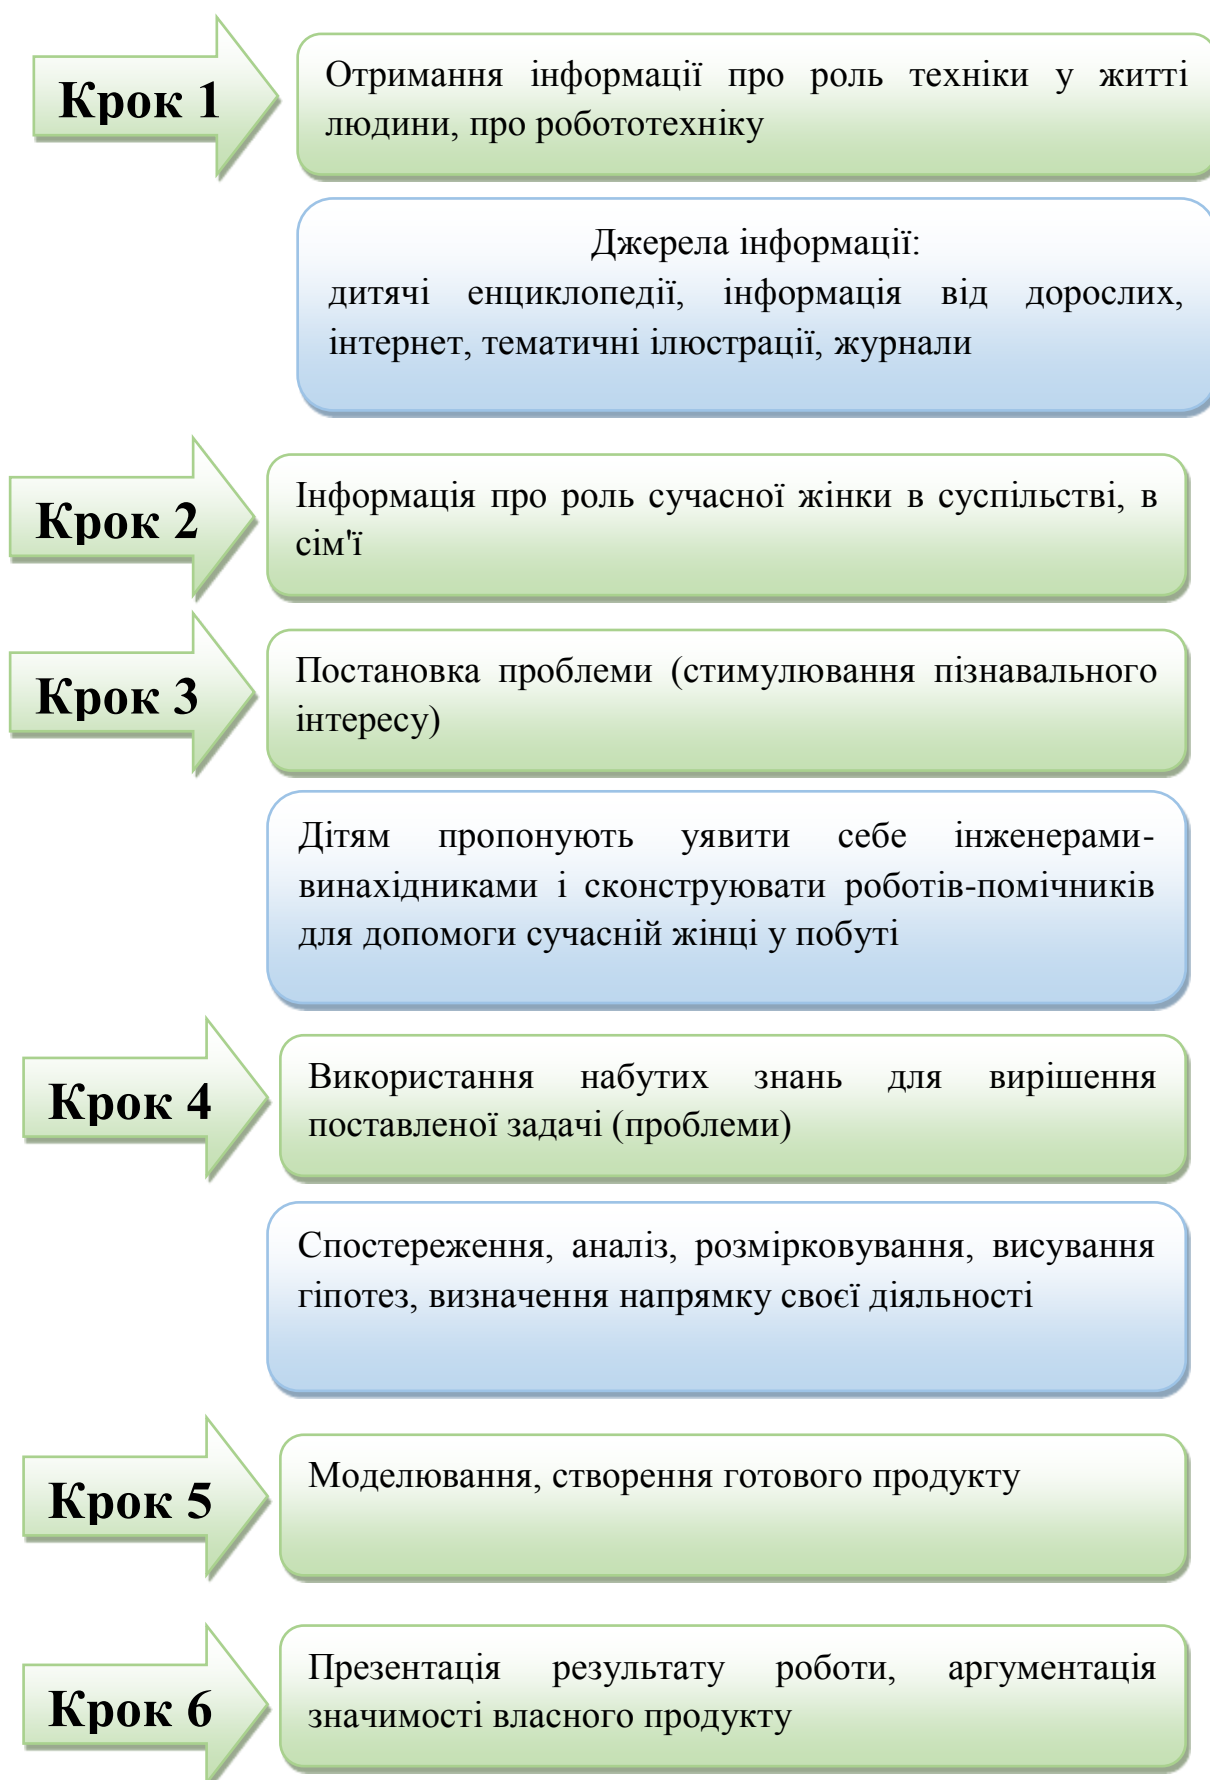 Крок 1
Отримання інформації про роль техніки у житті
людини, про робототехніку
Джерела інформації:
дитячі енциклопедії, інформація від дорослих,
інтернет, тематичні ілюстрації, журнали
Крок 2
Інформація про роль сучасної жінки в суспільстві, в
сім'ї
Крок 3
Постановка проблеми (стимулювання пізнавального
інтересу)
Дітям пропонують уявити себе інженерами-
винахідниками і сконструювати роботів-помічників
для допомоги сучасній жінці у побуті
Крок 4
Використання набутих знань для вирішення
поставленої задачі (проблеми)
Спостереження, аналіз, розмірковування, висування
гіпотез, визначення напрямку своєї діяльності
Крок 5
Моделювання, створення готового продукту
Крок 6
Презентація результату роботи, аргументація
значимості власного продукту